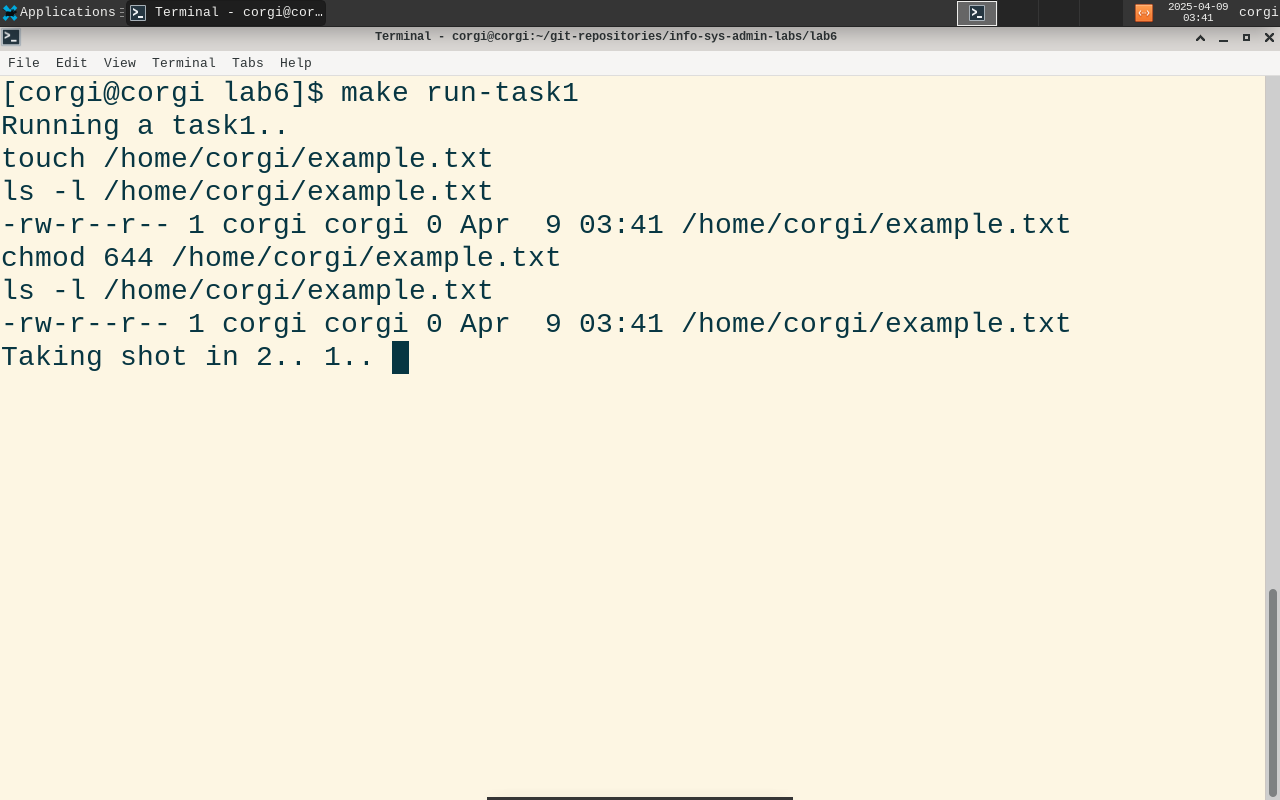 Applications
Terminal - corgi@cor...
2025-04-09
03:41
corgi
Terminal - corgi@corgi:~/git-repositories/info-sys-admin-labs/lab6
File Edit View Terminal Tabs Help
[corgi@corgi lab6]$ make run-task1
Running a task1..
touch /home/corgi/example.txt
ls -l /home/corgi/example.txt
-rw-r--r-- 1 corgi corgi 0 Apr  9 03:41 /home/corgi/example.txt
chmod 644 /home/corgi/example.txt
ls -l /home/corgi/example.txt
-rw-r--r-- 1 corgi corgi 0 Apr  9 03:41 /home/corgi/example.txt
Taking shot in 2.. 1..